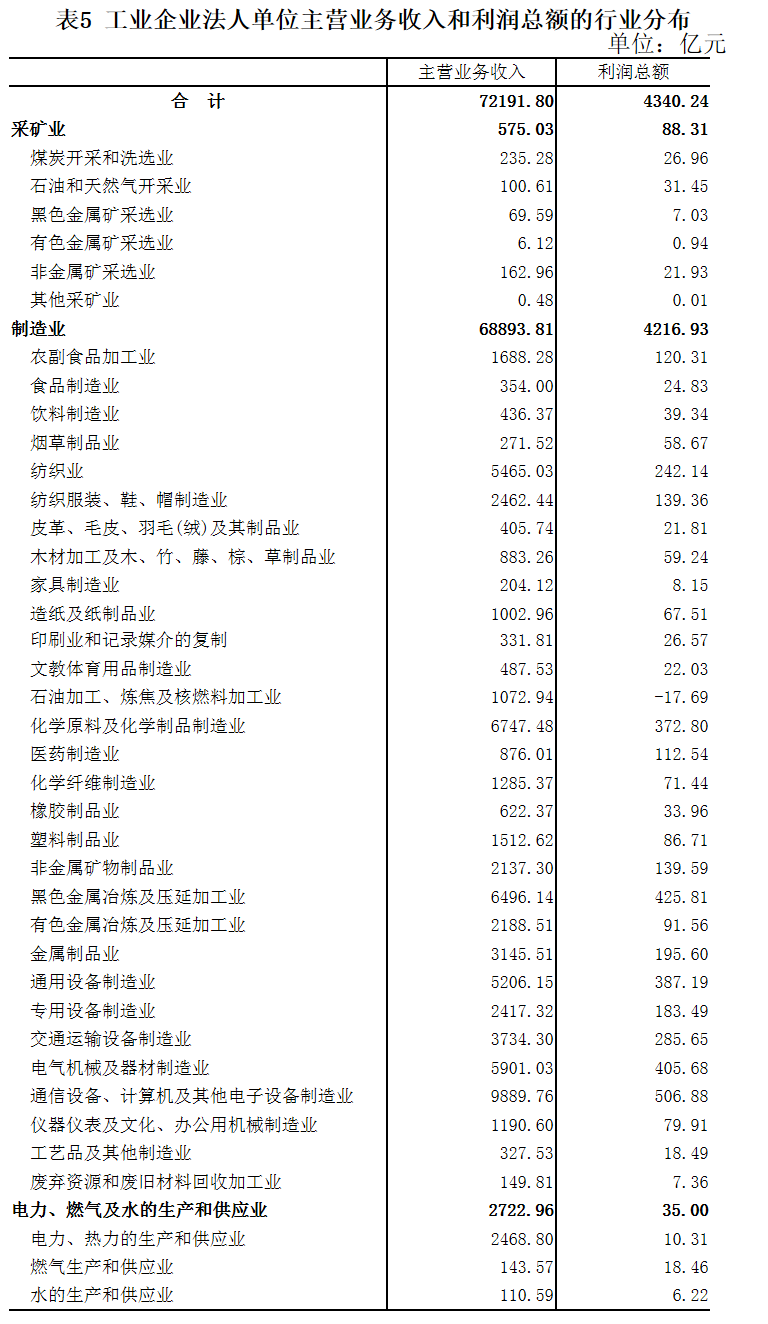 表5 工业企业法人单位主营业务收入和利润总额的行业分布
单位：亿元
主营业务收入 利润总额
合 计 72191.80 4340.24
采矿业 575.03 88.31
煤炭开采和洗选业 235.28 26.96
石油和天然气开采业 100.61 31.45
黑色金属矿采选业 69.59 7.03
有色金属矿采选业 6.12 0.94
非金属矿采选业 162.96 21.93
其他采矿业 0.48 0.01
制造业 68893.81 4216.93
农副食品加工业 1688.28 120.31
食品制造业 354.00 24.83
饮料制造业 436.37 39.34
烟草制品业 271.52 58.67
纺织业 5465.03 242.14
纺织服装、鞋、帽制造业 2462.44 139.36
皮革、毛皮、羽毛(绒)及其制品业 405.74 21.81
木材加工及木、竹、藤、棕、草制品业 883.26 59.24
家具制造业 204.12 8.15
造纸及纸制品业 1002.96 67.51
印刷业和记录媒介的复制 331.81 26.57
文教体育用品制造业 487.53 22.03
石油加工、炼焦及核燃料加工业 1072.94 -17.69
化学原料及化学制品制造业 6747.48 372.80
医药制造业 876.01 112.54
化学纤维制造业 1285.37 71.44
橡胶制品业 622.37 33.96
塑料制品业 1512.62 86.71
非金属矿物制品业 2137.30 139.59
黑色金属冶炼及压延加工业 6496.14 425.81
有色金属冶炼及压延加工业 2188.51 91.56
金属制品业 3145.51 195.60
通用设备制造业 5206.15 387.19
专用设备制造业 2417.32 183.49
交通运输设备制造业 3734.30 285.65
电气机械及器材制造业 5901.03 405.68
通信设备、计算机及其他电子设备制造业 9889.76 506.88
仪器仪表及文化、办公用机械制造业 1190.60 79.91
工艺品及其他制造业 327.53 18.49
废弃资源和废旧材料回收加工业 149.81 7.36
电力、燃气及水的生产和供应业 2722.96 35.00
电力、热力的生产和供应业 2468.80 10.31
燃气生产和供应业 143.57 18.46
水的生产和供应业 110.59 6.22